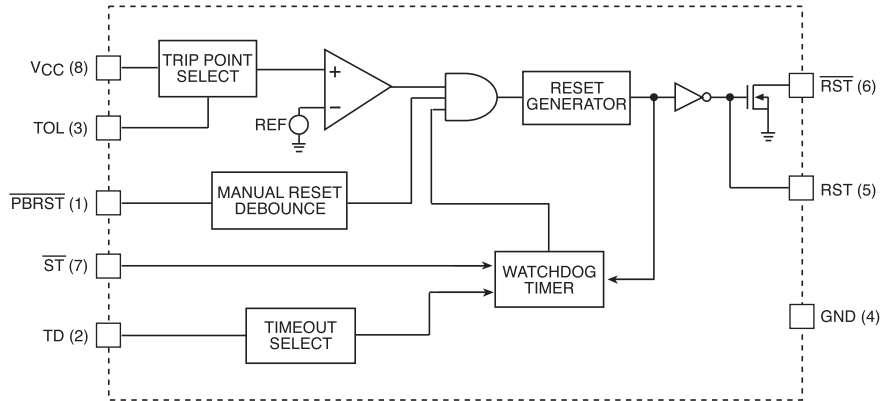 VCC (8)
TRIP POINT
SELECT
+
−
REF
TOL (3)
RESET
GENERATOR
RST (6)
PBRST (1)
MANUAL RESET
DEBOUNCE
RST (5)
ST (7)
WATCHDOG
TIMER
TD (2)
TIMEOUT
SELECT
GND (4)